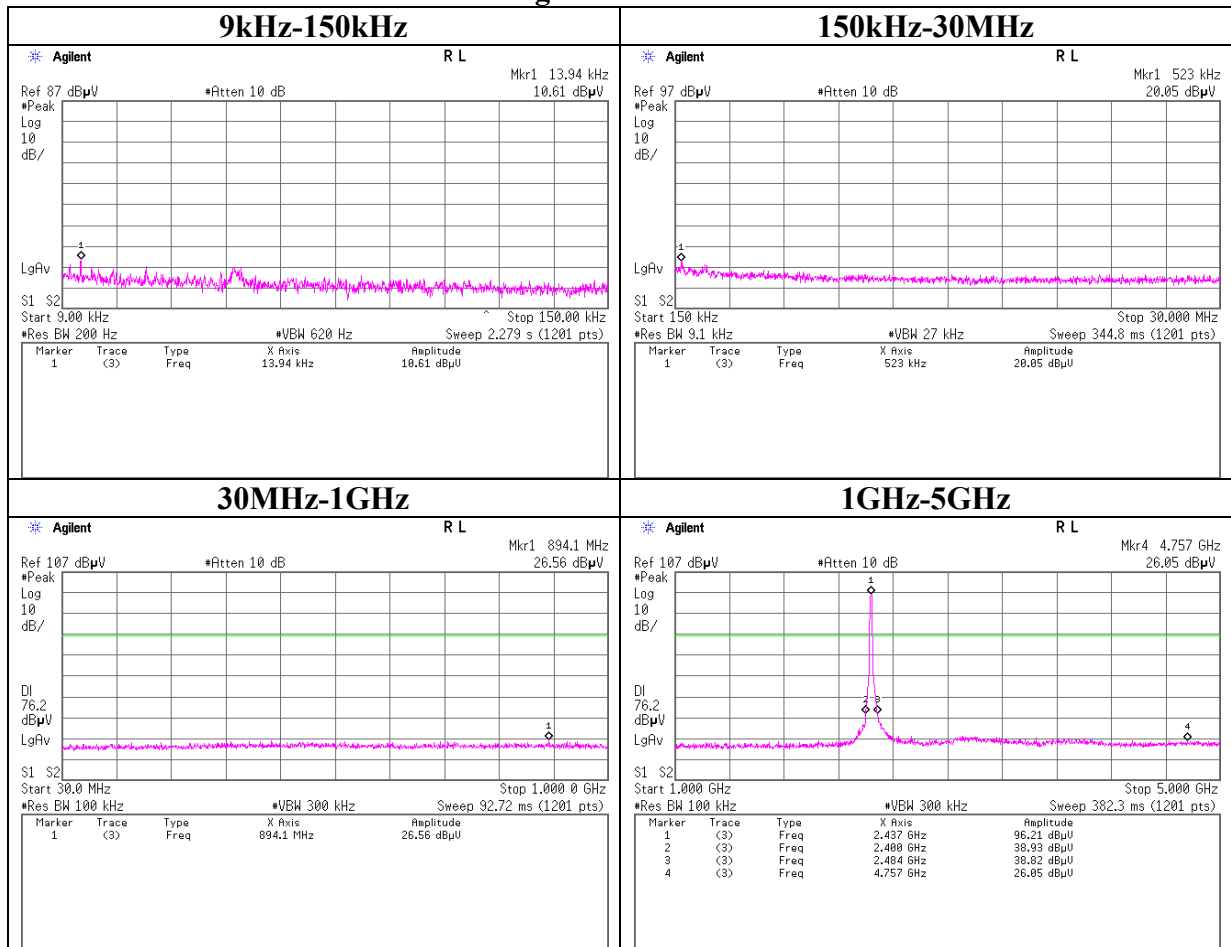 9kHz-150kHz
Agilent
R L
Mkr1 13.94 kHz
Ref 87 dBµV
#Atten 10 dB
10.61 dBµV
#Peak
Log
10
dB/
1
LgAv
S1 S2
Start 9.00 kHz
^
Stop 150.00 kHz
#Res BW 200 Hz
#VBW 620 Hz
Sweep 2.279 s (1201 pts)
Marker Trace Type X Axis Amplitude
1 (3) Freq 13.94 kHz 10.61 dBµV
150kHz-30MHz
Agilent
R L
Mkr1 523 kHz
Ref 97 dBµV
#Atten 10 dB
20.05 dBµV
#Peak
Log
10
dB/
1
LgAv
S1 S2
Start 150 kHz
Stop 30.000 MHz
#Res BW 9.1 kHz
#VBW 27 kHz
Sweep 344.8 ms (1201 pts)
Marker Trace Type X Axis Amplitude
1 (3) Freq 523 kHz 20.05 dBµV
30MHz-1GHz
Agilent
R L
Mkr1 894.1 MHz
Ref 107 dBµV
#Atten 10 dB
26.56 dBµV
#Peak
Log
10
dB/
DI
76.2
dBµV
1
LgAv
S1 S2
Start 30.0 MHz
Stop 1.000 0 GHz
#Res BW 100 kHz
#VBW 300 kHz
Sweep 92.72 ms (1201 pts)
Marker Trace Type X Axis Amplitude
1 (3) Freq 894.1 MHz 26.56 dBµV
1GHz-5GHz
Agilent
R L
Mkr4 4.757 GHz
Ref 107 dBµV
#Atten 10 dB
26.05 dBµV
#Peak
Log
10
dB/
1
DI
76.2
dBµV
2 3
4
LgAv
S1 S2
Start 1.000 GHz
Stop 5.000 GHz
#Res BW 100 kHz
#VBW 300 kHz
Sweep 382.3 ms (1201 pts)
Marker Trace Type X Axis Amplitude
1 (3) Freq 2.437 GHz 96.21 dBµV
2 (3) Freq 2.400 GHz 38.93 dBµV
3 (3) Freq 2.484 GHz 38.82 dBµV
4 (3) Freq 4.757 GHz 26.05 dBµV